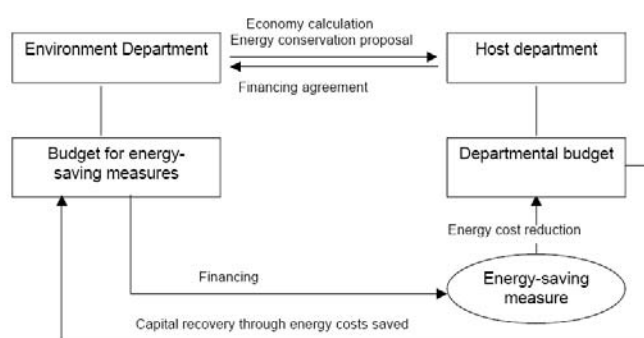 Economy calculation
Environment Department
Energy conservation proposal
Host department
Financing agreement
Budget for energy-
saving measures
Departmental budget
Energy cost reduction
Financing
Energy-saving
measure
Capital recovery through energy costs saved